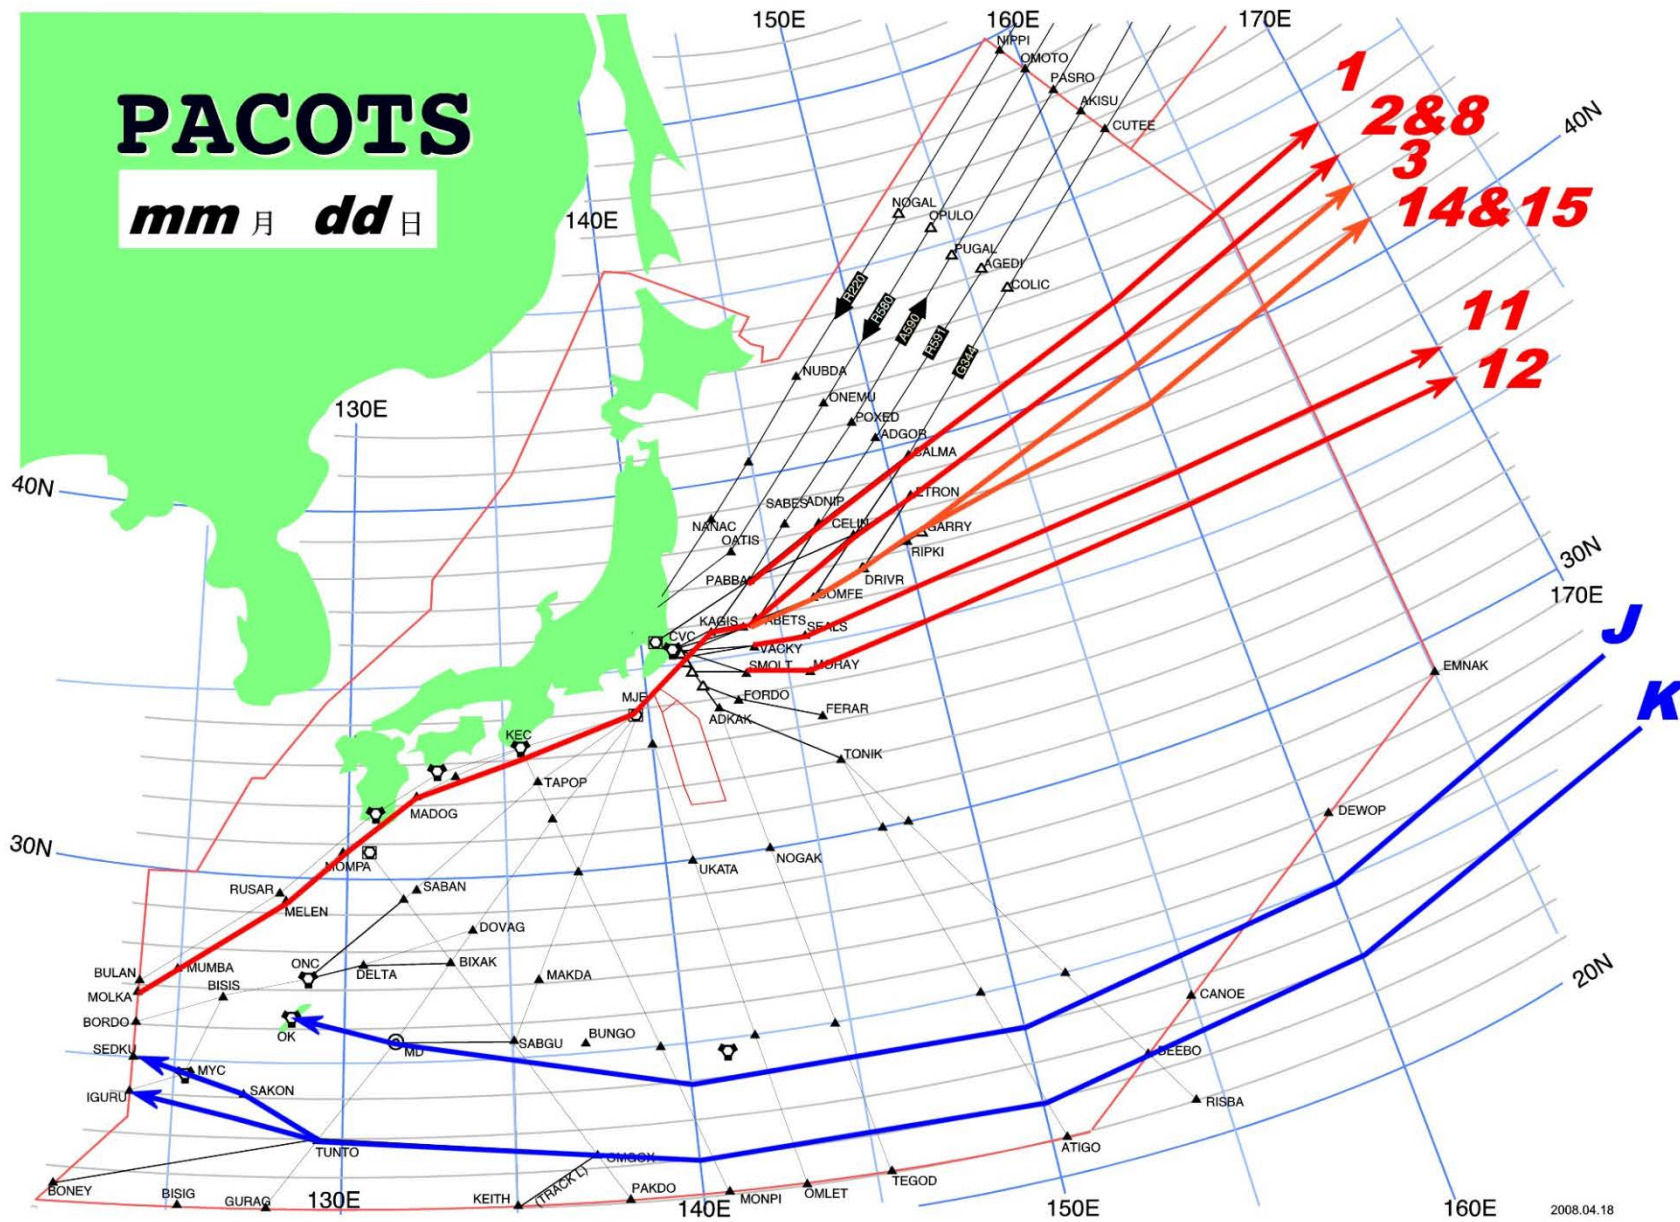 150E
160E
170E
NIPPI
OMOTO
PASRO
AKISU
CUTEE
1
2&8
3
14&15
40N
PACOTS
mm 月 dd 日
140E
NOGAL
OPULO
PUGAL
AGEDI
COLIC
R220
R580
A590
R591
G344
11
12
NUBDA
ONEMU
POXED
ADGOR
CALMA
130E
40N
ETRON
SABES
ADNIP
CELIN
GARRY
NANAC
OATIS
RIPKI
30N
PABBA
DRIVR
COMFE
170E
KAGIS
ABETS
SEALS
CVC
VACKY
J
SMOLT
MORAY
EMNAK
MJE
FORDO
FERAR
ADKAK
K
KEC
TONIK
TAPOP
MADOG
DEWOP
30N
MOMPA
UKATA
NOGAK
RUSAR
SABAN
MELEN
DOVAG
BULAN
MUMBA
ONC
DELTA
BIXAK
MAKDA
20N
MOLKA
BISIS
CANOE
BORDO
OK
MD
SABGU
BUNGO
SEDKU
SEEBO
MYC
IGURU
SAKON
RISBA
TUNTO
OMGOX
ATIGO
BONEY
BISIG
GURAG
130E
KEITH
(TRACK L)
PAKDO
140E
MONPI
OMLET
TEGOD
150E
160E
2008.04.18